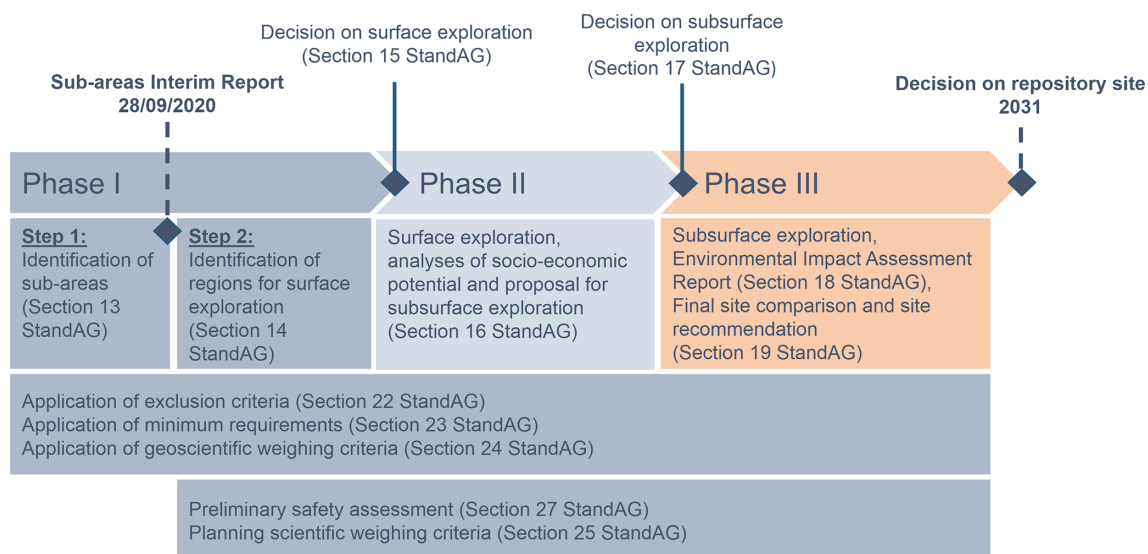 Decision on surface exploration
(Section 15 StandAG)
Decision on subsurface
exploration
(Section 17 StandAG)
Sub-areas Interim Report
28/09/2020
Decision on repository site
2031
Phase I
Phase II
Phase III
Step 1:
Identification of
sub-areas
(Section 13
StandAG)
Step 2:
Identification of
regions for surface
exploration
(Section 14
StandAG)
Surface exploration,
analyses of socio-economic
potential and proposal for
subsurface exploration
(Section 16 StandAG)
Subsurface exploration,
Environmental Impact Assessment
Report (Section 18 StandAG),
Final site comparison and site
recommendation
(Section 19 StandAG)
Application of exclusion criteria (Section 22 StandAG)
Application of minimum requirements (Section 23 StandAG)
Application of geoscientific weighing criteria (Section 24 StandAG)
Preliminary safety assessment (Section 27 StandAG)
Planning scientific weighing criteria (Section 25 StandAG)